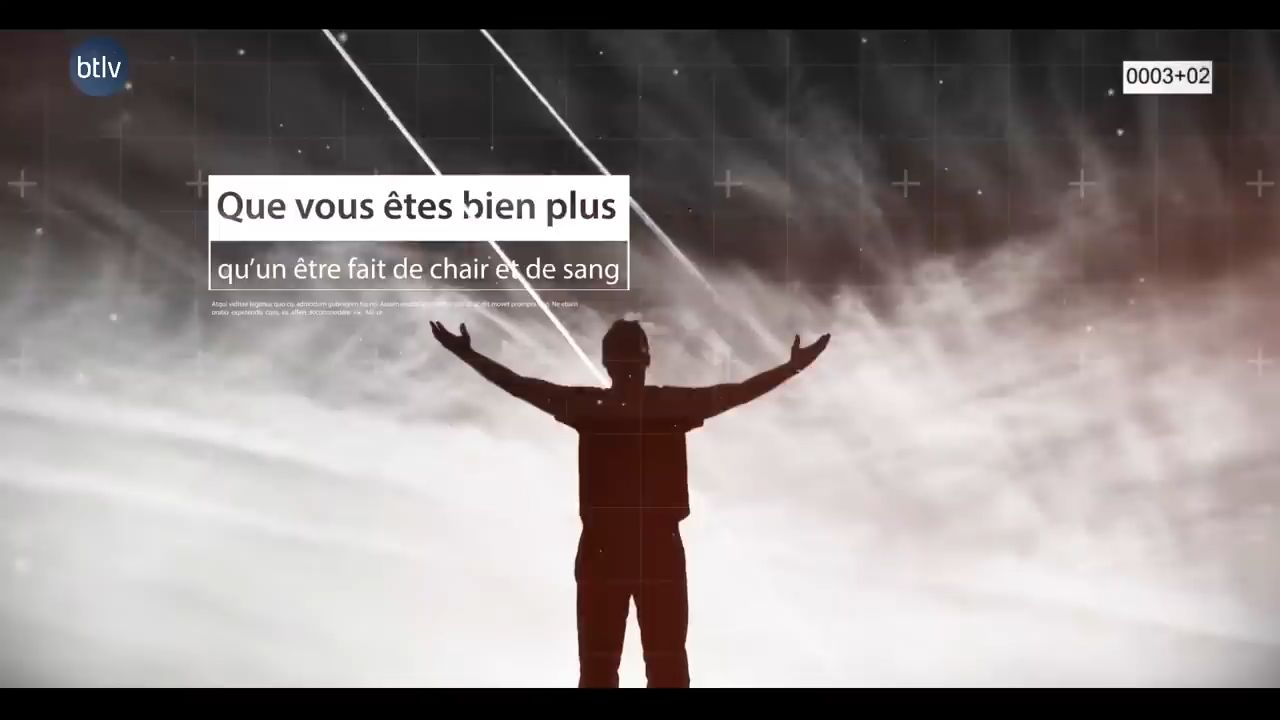 btlv
0003+02
Que vous êtes bien plus
qu’un être fait de chair et de sang